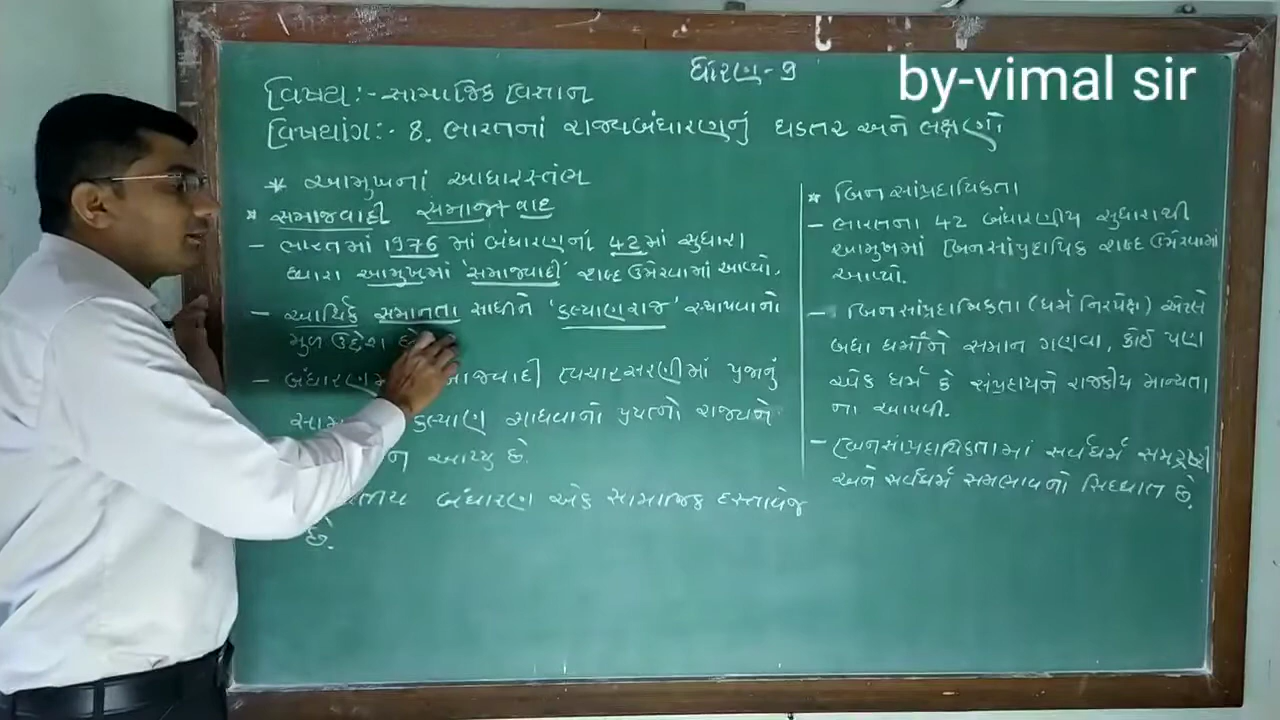 ધોરણ-9
by-vimal sir
વિષય:- સામાજિક વિજ્ઞાન
વિષયાંગ:- 8. ભારતનાં રાજ્યબંધારણનું ઘડતર અને લક્ષણો
* આમુખનાં આધારસ્તંભ
* સમાજવાદી સમાજવાદ
- ભારતમાં 1976 માં બંધારણનાં 42માં સુધારા
દ્વારા આમુખમાં 'સમાજવાદી' શબ્દ ઉમેરવામાં આવ્યો.
- આર્થિક સમાનતા સાધીને 'કલ્યાણરાજ' સ્થાપવાનો
મુળ ઉદ્દેશ
- બંધારણ વિચારસરણીમાં પ્રજાનું
કલ્યાણ સાધવાનો પ્રયત્નો રાજ્યને
આપ્યુ છે.
બંધારણ એક સામાજિક દસ્તાવેજ
છે.
* બિનસાંપ્રદાયિકતા
- ભારતના 42 બંધારણીય સુધારાથી
આમુખમાં બિનસાંપ્રદાયિક શબ્દ ઉમેરવામાં
આવ્યો.
- બિનસાંપ્રદાયિકતા (ધર્મ નિરપેક્ષ) એટલે
બધા ધર્માેને સમાન ગણવા, કોઈ પણ
એક ધર્મ કે સંપ્રદાયને રાજકીય માન્યતા
ના આપવી.
- બિનસાંપ્રદાયિકતામાં સર્વધર્મ સમદ્રષ્ટી
અને સર્વધર્મ સમભાવનો સિધ્ધાત છે.